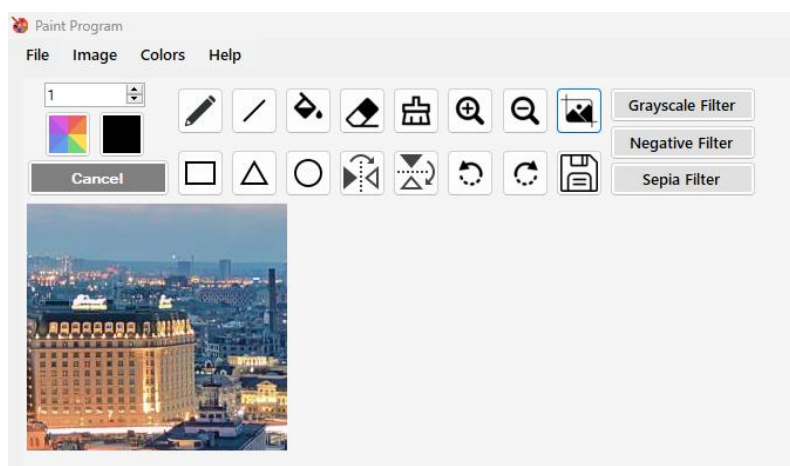 Paint Program
File Image Colors Help
1
Grayscale Filter
Negative Filter
Cancel
Sepia Filter